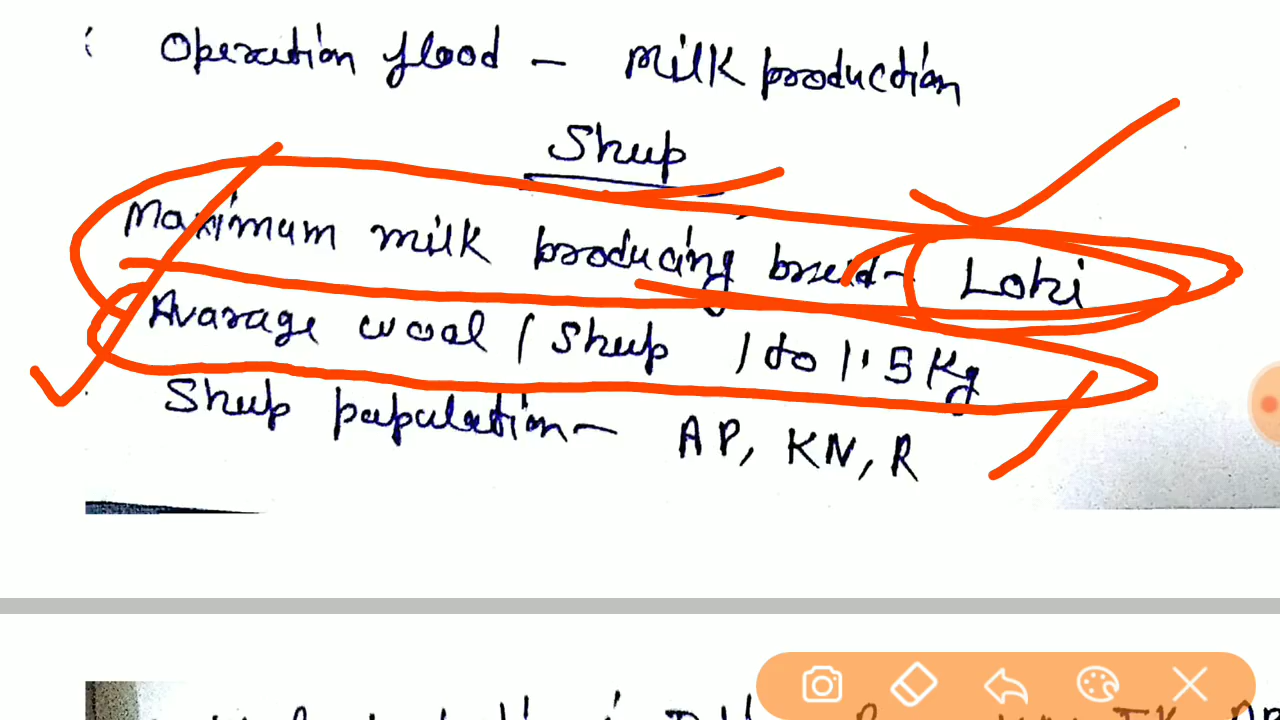 Operation flood - Milk production
Sheep
Maximum milk producing breed- Lohi
Avarage wool / Sheep 1 to 1.5 Kg
Sheep papulation- AP, KN, R